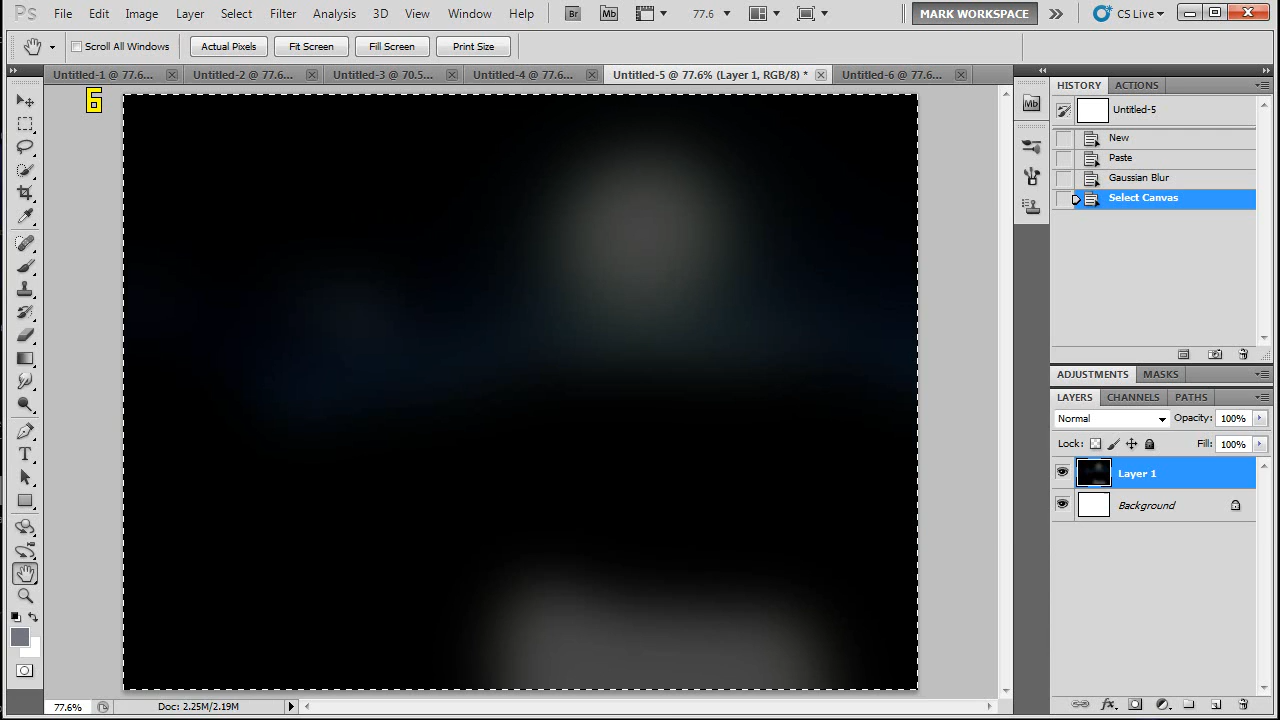 Ps File Edit Image Layer Select Filter Analysis 3D View Window Help Br Mb 77.6 MARK WORKSPACE CS Live
Scroll All Windows Actual Pixels Fit Screen Fill Screen Print Size
Untitled-1 @ 77.6... Untitled-2 @ 77.6... Untitled-3 @ 70.5... Untitled-4 @ 77.6... Untitled-5 @ 77.6% (Layer 1, RGB/8) * Untitled-6 @ 77.6...
6
Mb
HISTORY ACTIONS
Untitled-5
New
Paste
Gaussian Blur
Select Canvas
ADJUSTMENTS MASKS
LAYERS CHANNELS PATHS
Normal Opacity: 100%
Lock: Fill: 100%
Layer 1
Background
77.6% Doc: 2.25M/2.19M